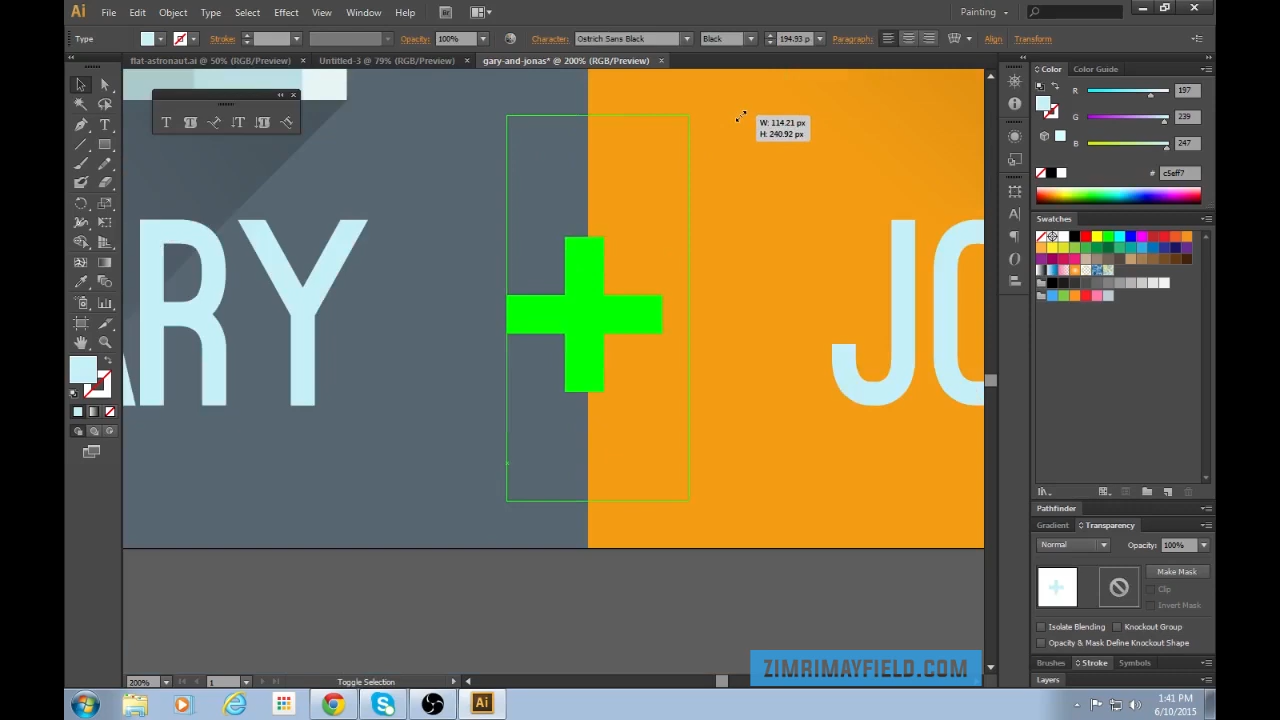 Ai File Edit Object Type Select Effect View Window Help Br Painting
Type Stroke: Opacity: 100% Character: Ostrich Sans Black Black 194.93 p Paragraph: Align Transform
flat-astronaut.ai @ 50% (RGB/Preview) × Untitled-3 @ 79% (RGB/Preview) × gary-and-jonas* @ 200% (RGB/Preview) ×
Color Color Guide
R 197
G 239
B 247
# c5eff7
W: 114.21 px
H: 240.92 px
ARY + JO
Swatches
Pathfinder
Gradient Transparency
Normal Opacity: 100%
Make Mask
Clip
Invert Mask
Isolate Blending Knockout Group
Opacity & Mask Define Knockout Shape
Brushes Stroke Symbols
Layers
ZIMRIMAYFIELD.COM
200% 1 Toggle Selection
Ai
1:41 PM
6/10/2015